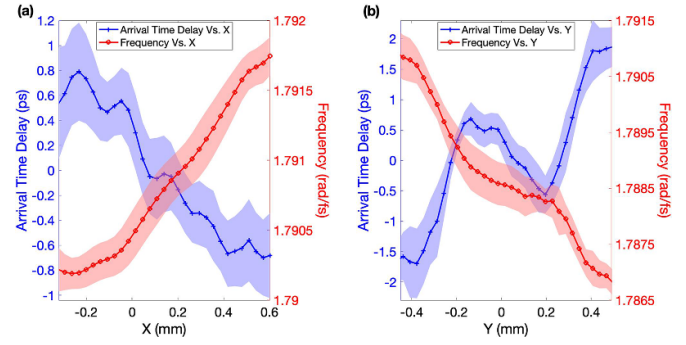 (a)
Arrival Time Delay Vs. X
Frequency Vs. X
Arrival Time Delay (ps)
1.2
1
0.8
0.6
0.4
0.2
0
-0.2
-0.4
-0.6
-0.8
-1
-0.2 0 0.2 0.4 0.6
X (mm)
1.792
1.7915
1.791
1.7905
1.79
Frequency (rad/fs)
(b)
Arrival Time Delay Vs. Y
Frequency Vs. Y
Arrival Time Delay (ps)
2
1.5
1
0.5
0
-0.5
-1
-1.5
-2
-0.4 -0.2 0 0.2 0.4
Y (mm)
1.7915
1.7905
1.7895
1.7885
1.7875
1.7865
Frequency (rad/fs)